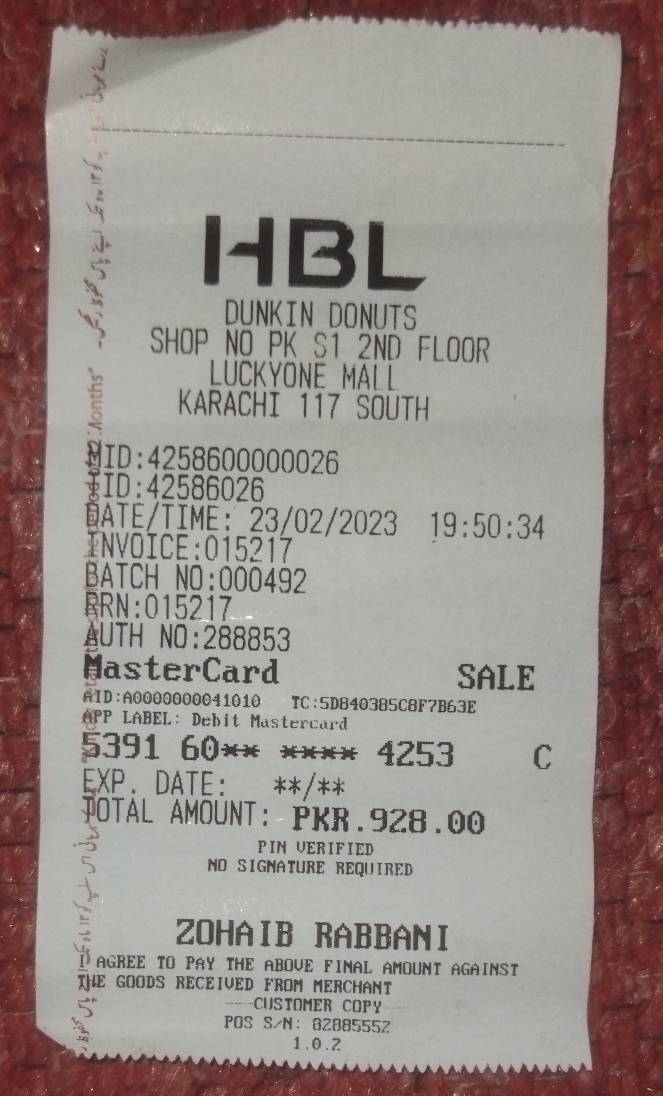 HBL
DUNKIN DONUTS
SHOP NO PK S1 2ND FLOOR
LUCKYONE MALL
KARACHI 117 SOUTH
MID:4258600000026
TID:42586026
DATE/TIME: 23/02/2023 19:50:34
INVOICE:015217
BATCH NO:000492
RRN:015217
AUTH NO:288853
MasterCard SALE
AID:A0000000041010 TC:5D840385C8F7B63E
APP LABEL: Debit Mastercard
5391 60** **** 4253 C
EXP. DATE: **/**
TOTAL AMOUNT: PKR.928.00
PIN VERIFIED
NO SIGNATURE REQUIRED
ZOHAIB RABBANI
I AGREE TO PAY THE ABOVE FINAL AMOUNT AGAINST
THE GOODS RECEIVED FROM MERCHANT
----CUSTOMER COPY----
POS S/N: 82885552
1.0.2